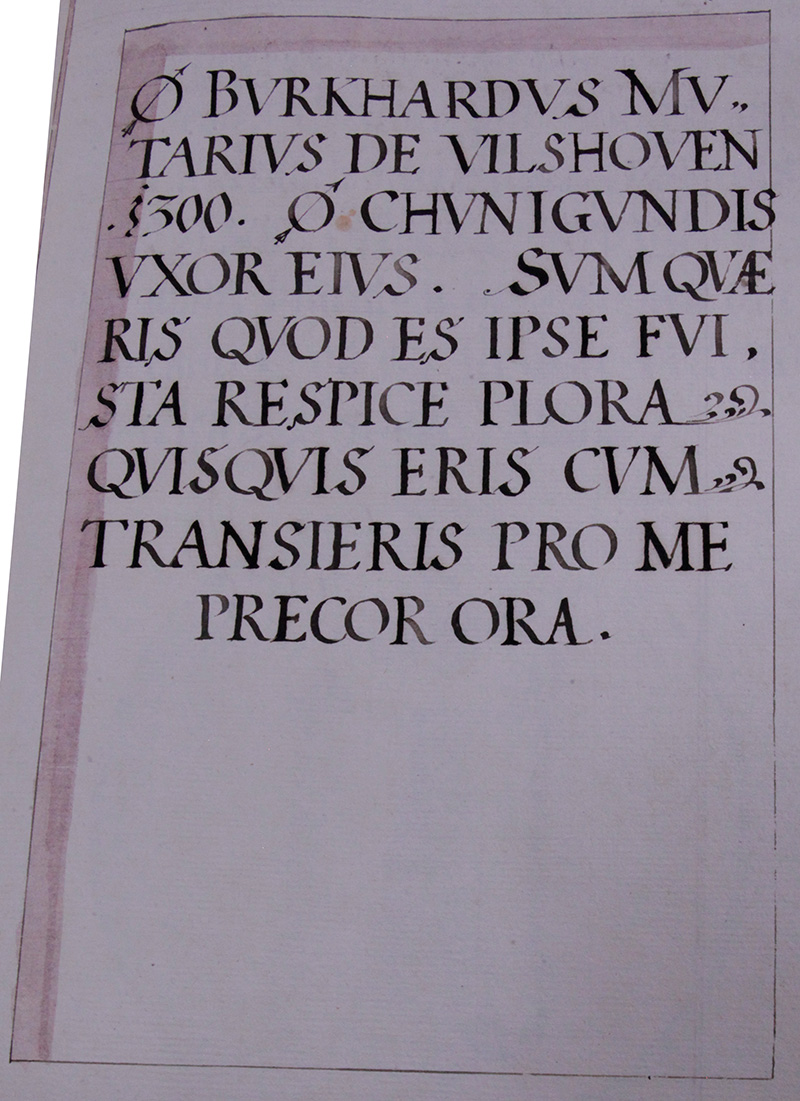 Ø BVRKHARDVS MV„
TARIVS DE VILSHOVEN
.1300. Ø CHVNIGVNDIS
VXOR EIVS. SVM QVÆ
RIS QVOD ES IPSE FVI,
STA RESPICE PLORA
QVISQVIS ERIS CVM
TRANSIERIS PRO ME
PRECOR ORA.